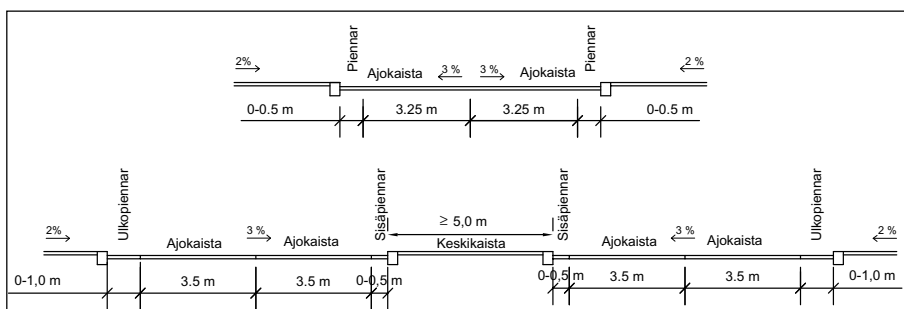 Piennar
Piennar
2%
3 %
3 %
2 %
Ajokaista
Ajokaista
0-0.5 m
3.25 m
3.25 m
0-0.5 m
Ulkopiennar
Sisäpiennar
Sisäpiennar
Ulkopiennar
≥ 5,0 m
2%
3%
3%
2 %
Ajokaista
Ajokaista
Keskikaista
Ajokaista
Ajokaista
0-1,0 m
3.5 m
3.5 m
0-0,5 m
0-0,5 m
3.5 m
3.5 m
0-1,0 m